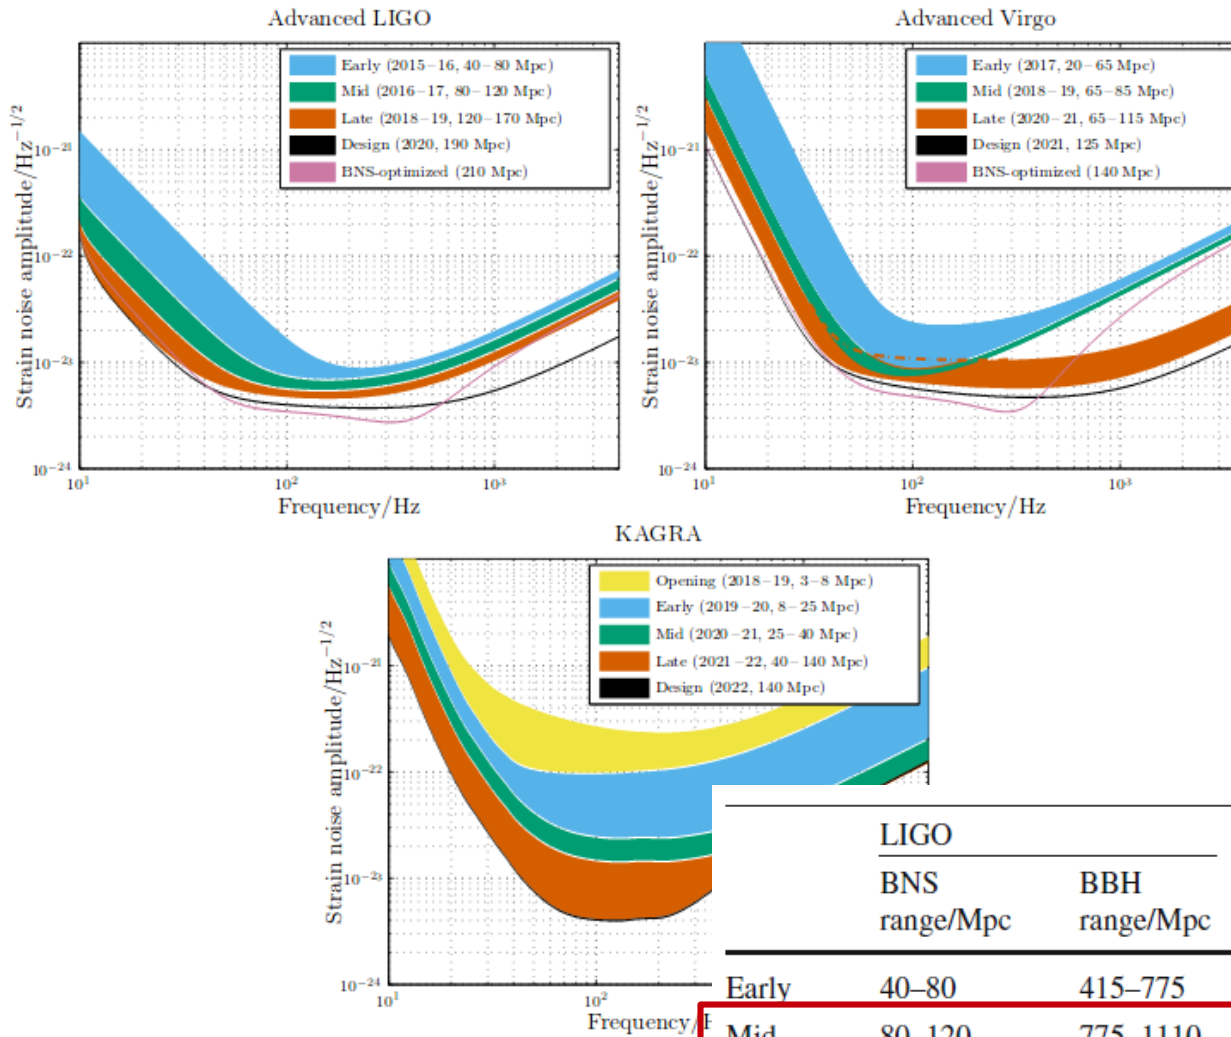 Advanced LIGO
Early (2015–16, 40–80 Mpc)
Mid (2016–17, 80–120 Mpc)
Late (2018–19, 120–170 Mpc)
Design (2020, 190 Mpc)
BNS-optimized (210 Mpc)
Strain noise amplitude/Hz^{-1/2}
10^{-21}
10^{-22}
10^{-23}
10^{-24}
10^1
10^2
10^3
Frequency/Hz
Advanced Virgo
Early (2017, 20–65 Mpc)
Mid (2018–19, 65–85 Mpc)
Late (2020–21, 65–115 Mpc)
Design (2021, 125 Mpc)
BNS-optimized (140 Mpc)
Strain noise amplitude/Hz^{-1/2}
10^{-21}
10^{-22}
10^{-23}
10^{-24}
10^1
10^2
10^3
Frequency/Hz
KAGRA
Opening (2018–19, 3–8 Mpc)
Early (2019–20, 8–25 Mpc)
Mid (2020–21, 25–40 Mpc)
Late (2021–22, 40–140 Mpc)
Design (2022, 140 Mpc)
Strain noise amplitude/Hz^{-1/2}
10^{-21}
10^{-22}
10^{-23}
10^{-24}
10^1
10^2
Frequency/
LIGO
BNS BBH
range/Mpc range/Mpc
Early 40–80 415–775
Mid 80–120 775–1110